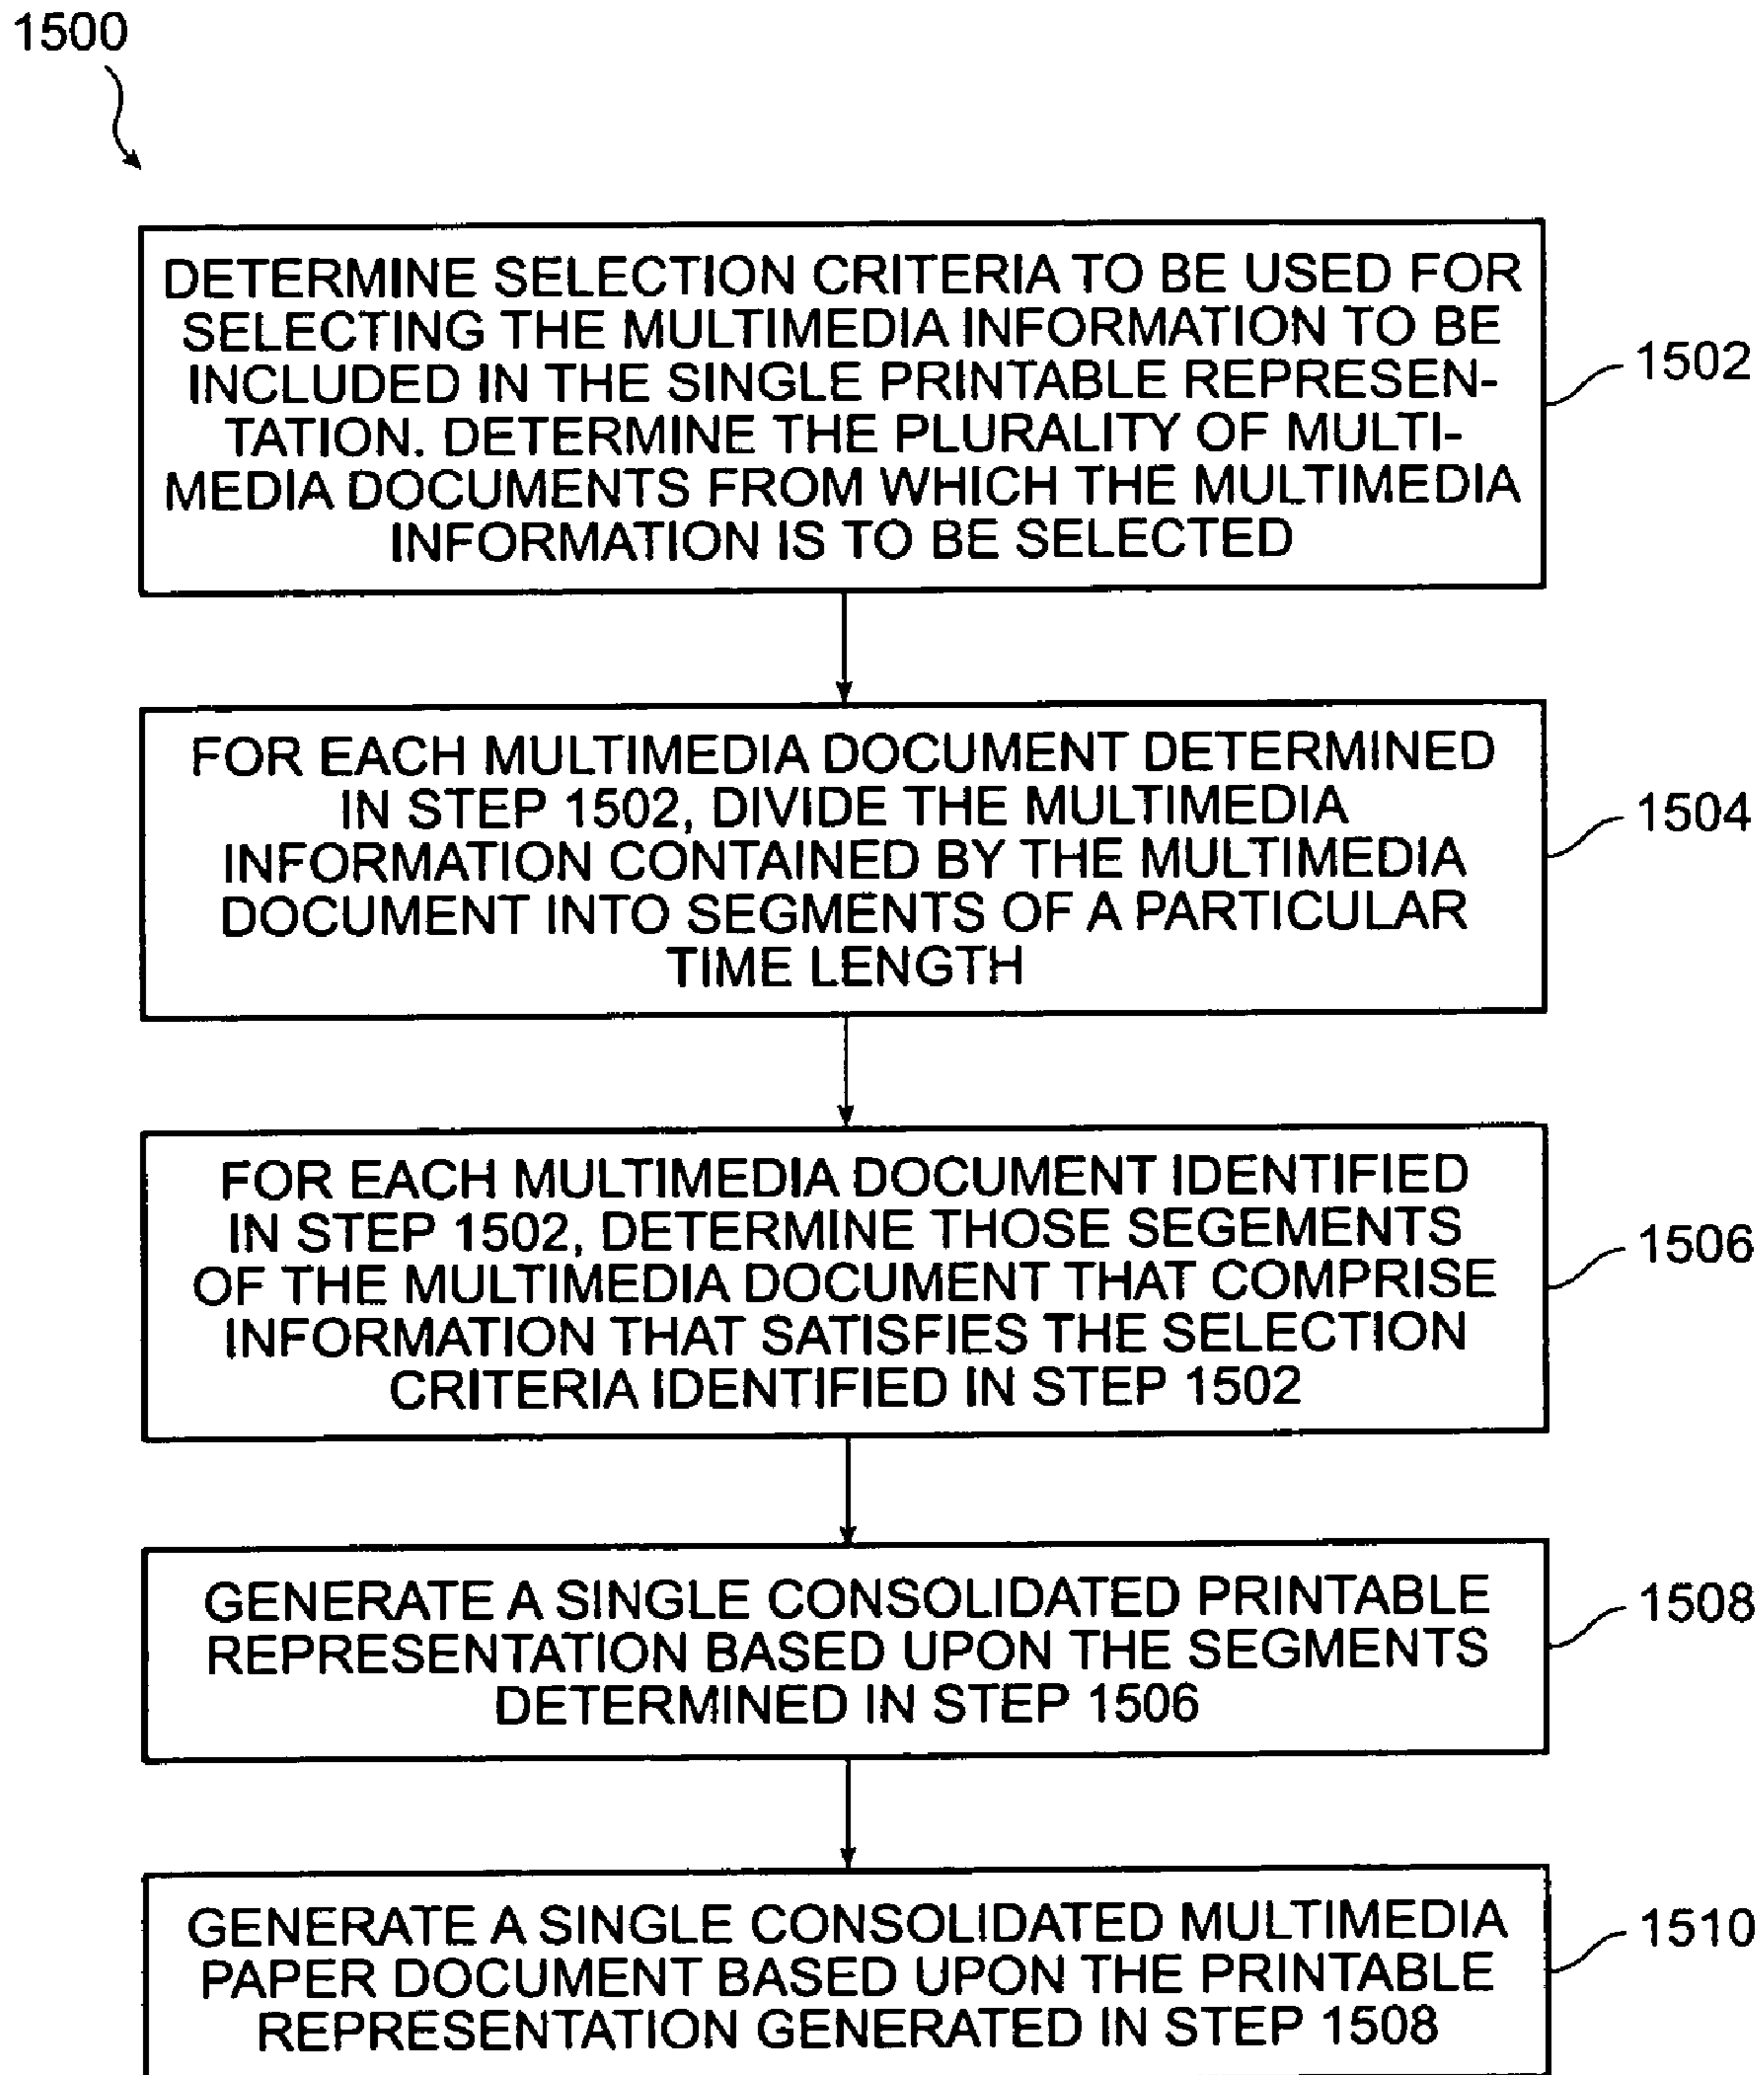 1500
DETERMINE SELECTION CRITERIA TO BE USED FOR
SELECTING THE MULTIMEDIA INFORMATION TO BE
INCLUDED IN THE SINGLE PRINTABLE REPRESEN-
TATION. DETERMINE THE PLURALITY OF MULTI-
MEDIA DOCUMENTS FROM WHICH THE MULTIMEDIA
INFORMATION IS TO BE SELECTED
1502
FOR EACH MULTIMEDIA DOCUMENT DETERMINED
IN STEP 1502, DIVIDE THE MULTIMEDIA
INFORMATION CONTAINED BY THE MULTIMEDIA
DOCUMENT INTO SEGMENTS OF A PARTICULAR
TIME LENGTH
1504
FOR EACH MULTIMEDIA DOCUMENT IDENTIFIED
IN STEP 1502, DETERMINE THOSE SEGEMENTS
OF THE MULTIMEDIA DOCUMENT THAT COMPRISE
INFORMATION THAT SATISFIES THE SELECTION
CRITERIA IDENTIFIED IN STEP 1502
1506
GENERATE A SINGLE CONSOLIDATED PRINTABLE
REPRESENTATION BASED UPON THE SEGMENTS
DETERMINED IN STEP 1506
1508
GENERATE A SINGLE CONSOLIDATED MULTIMEDIA
PAPER DOCUMENT BASED UPON THE PRINTABLE
REPRESENTATION GENERATED IN STEP 1508
1510